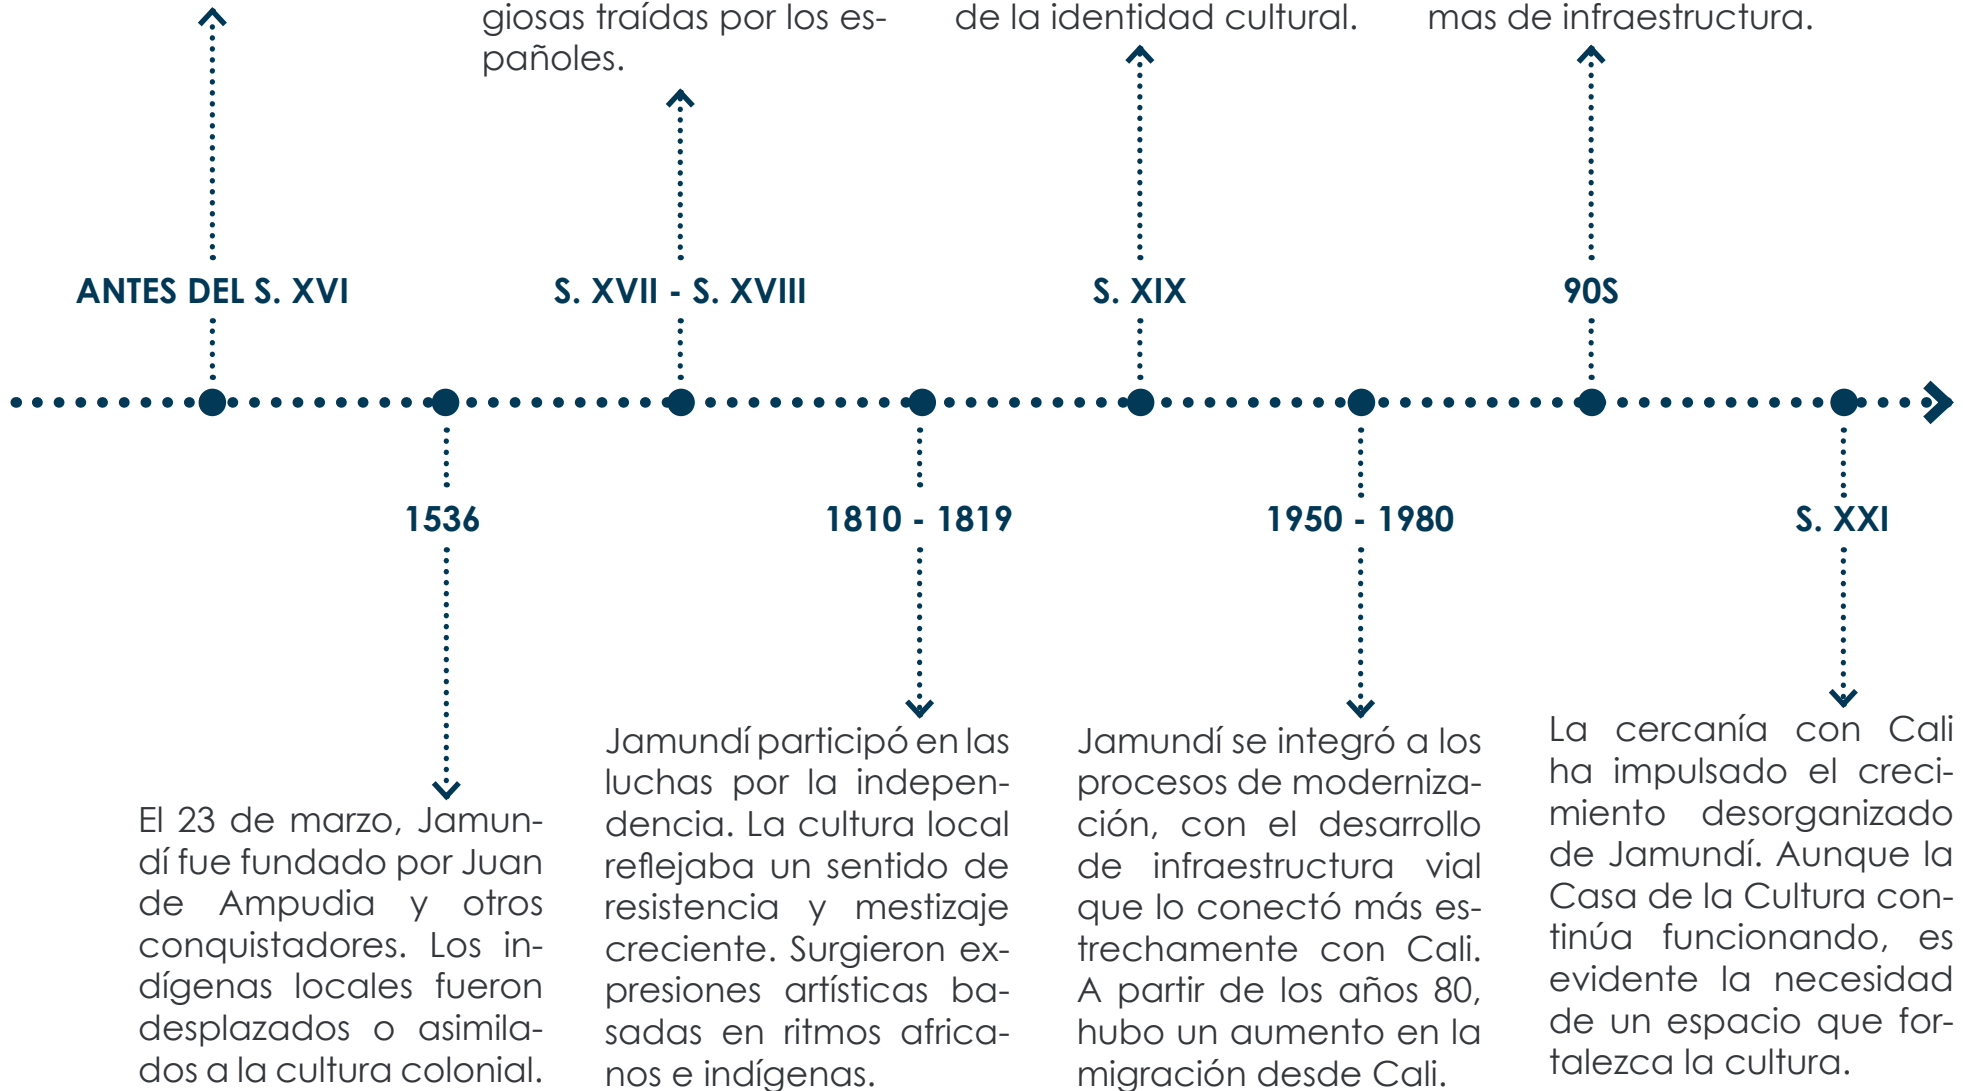 giosas traídas por los es-
pañoles.
de la identidad cultural.
mas de infraestructura.
ANTES DEL S. XVI
S. XVII - S. XVIII
S. XIX
90S
1536
1810 - 1819
1950 - 1980
S. XXI
El 23 de marzo, Jamun-
dí fue fundado por Juan
de Ampudia y otros
conquistadores. Los in-
dígenas locales fueron
desplazados o asimila-
dos a la cultura colonial.
Jamundí participó en las
luchas por la indepen-
dencia. La cultura local
reflejaba un sentido de
resistencia y mestizaje
creciente. Surgieron ex-
presiones artísticas ba-
sadas en ritmos africa-
nos e indígenas.
Jamundí se integró a los
procesos de moderniza-
ción, con el desarrollo
de infraestructura vial
que lo conectó más es-
trechamente con Cali.
A partir de los años 80,
hubo un aumento en la
migración desde Cali.
La cercanía con Cali
ha impulsado el creci-
miento desorganizado
de Jamundí. Aunque la
Casa de la Cultura con-
tinúa funcionando, es
evidente la necesidad
de un espacio que for-
talezca la cultura.